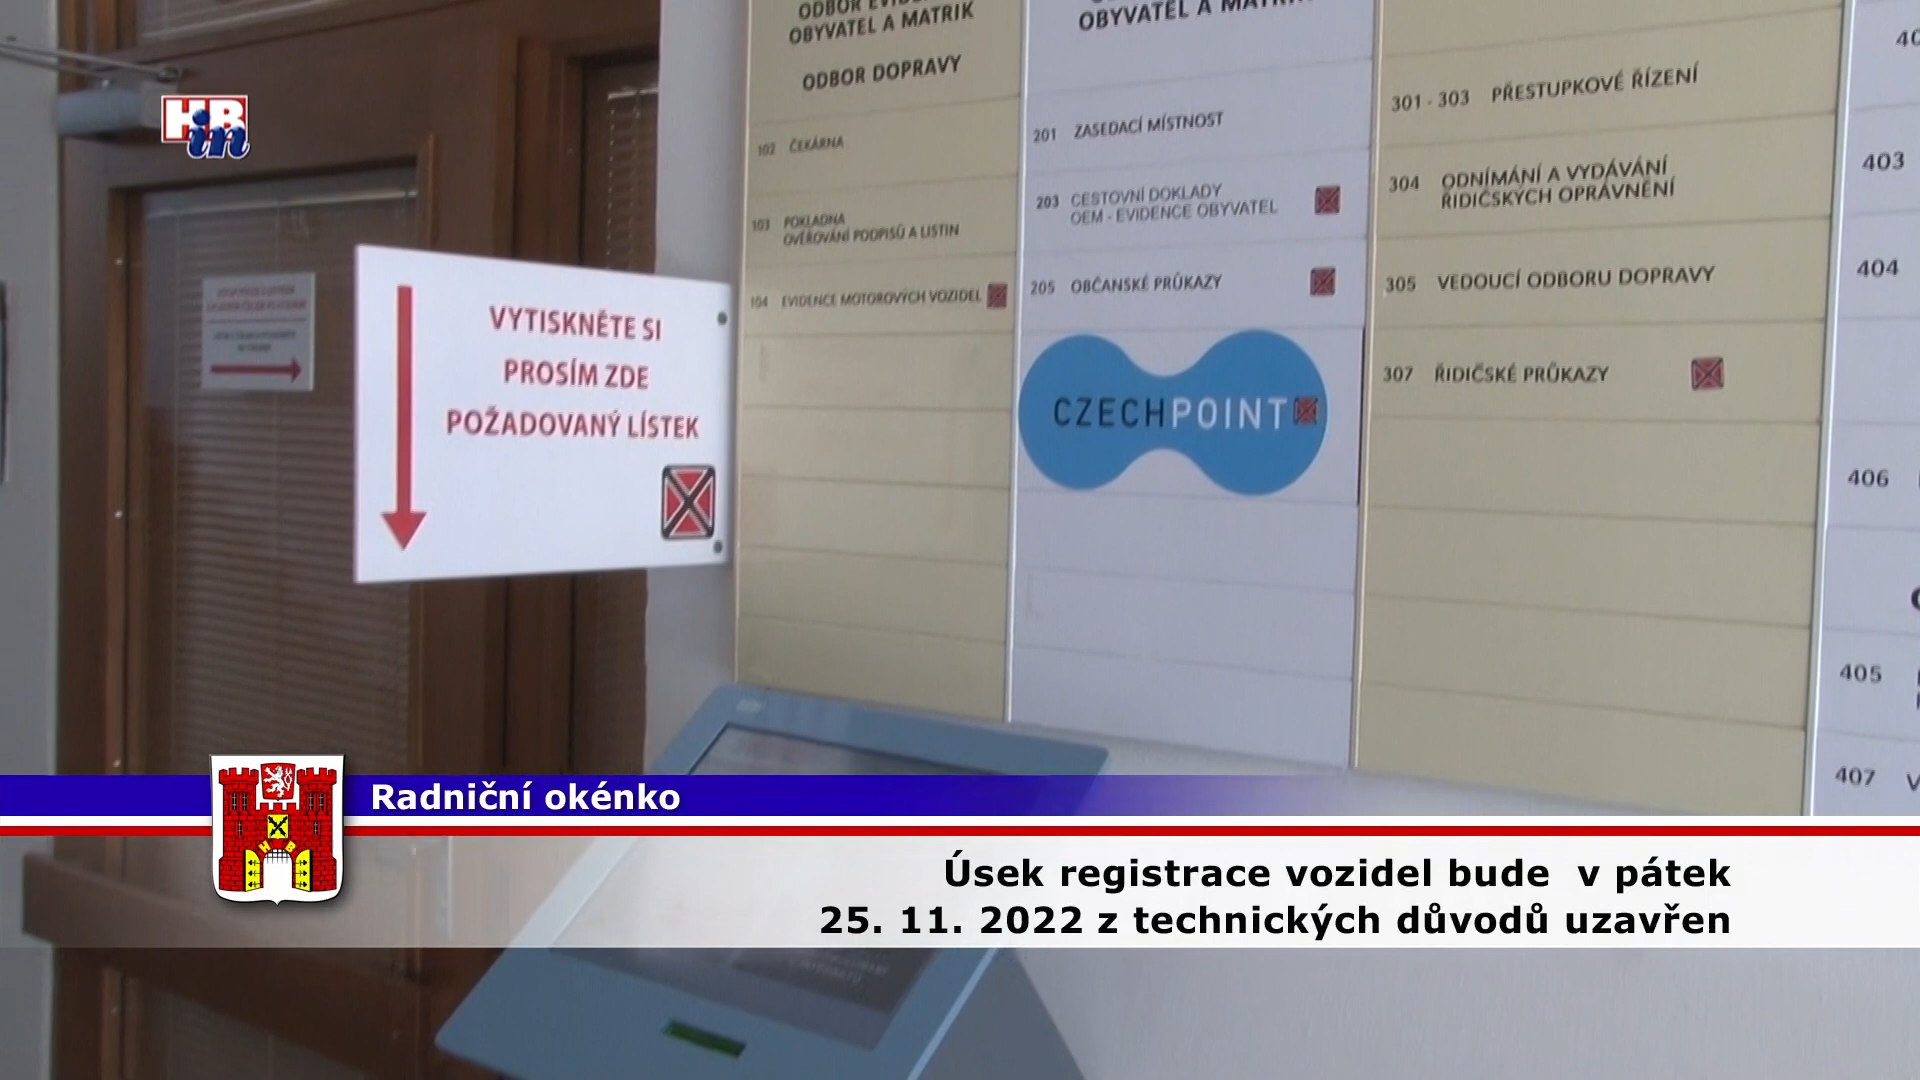 HB
in
ODBOR EVIDENCE
OBYVATEL A MATRIK
ODBOR DOPRAVY
102 ČEKÁRNA
103 POKLADNA
OVĚŘOVÁNÍ PODPISŮ A LISTIN
104 EVIDENCE MOTOROVÝCH VOZIDEL
OBYVATEL A MATRIK
201 ZASEDACÍ MÍSTNOST
203 CESTOVNÍ DOKLADY
OEM - EVIDENCE OBYVATEL
205 OBČANSKÉ PRŮKAZY
CZECHPOINT
301 - 303 PŘESTUPKOVÉ ŘÍZENÍ
304 ODNÍMÁNÍ A VYDÁVÁNÍ
ŘIDIČSKÝCH OPRÁVNĚNÍ
305 VEDOUCÍ ODBORU DOPRAVY
307 ŘIDIČSKÉ PRŮKAZY
403
404
406
405
407
VYTISKNĚTE SI
PROSÍM ZDE
POŽADOVANÝ LÍSTEK
Radniční okénko
H B
Úsek registrace vozidel bude v pátek
25. 11. 2022 z technických důvodů uzavřen